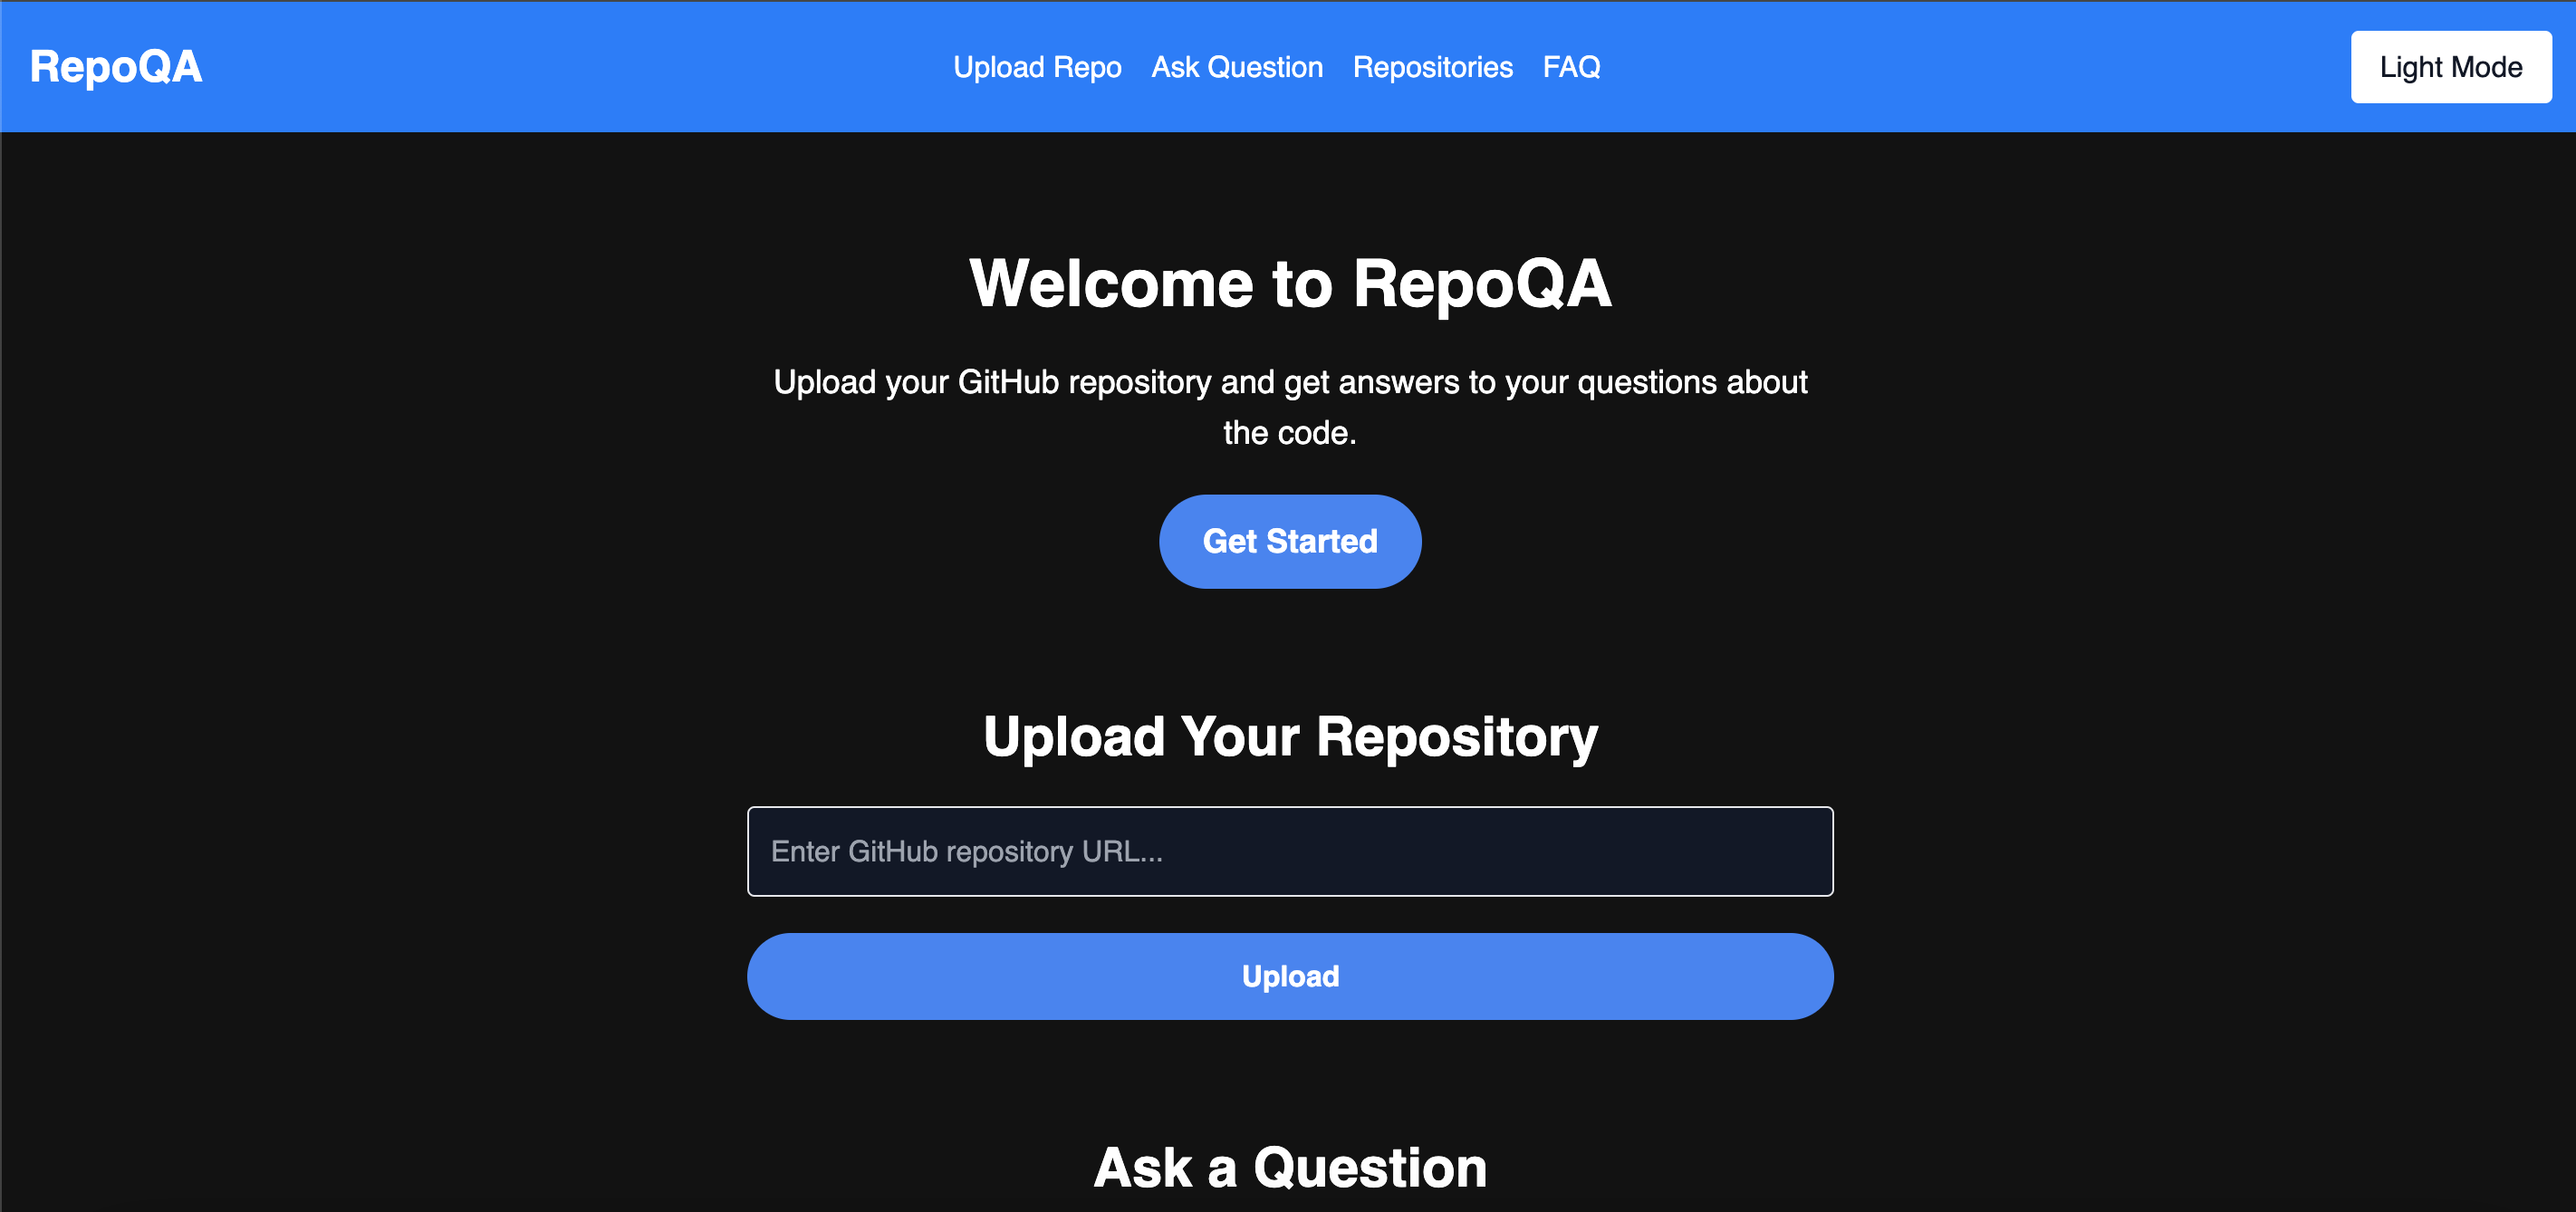 RepoQA
Upload Repo Ask Question Repositories FAQ
Light Mode
Welcome to RepoQA
Upload your GitHub repository and get answers to your questions about
the code.
Get Started
Upload Your Repository
Enter GitHub repository URL...
Upload
Ask a Question